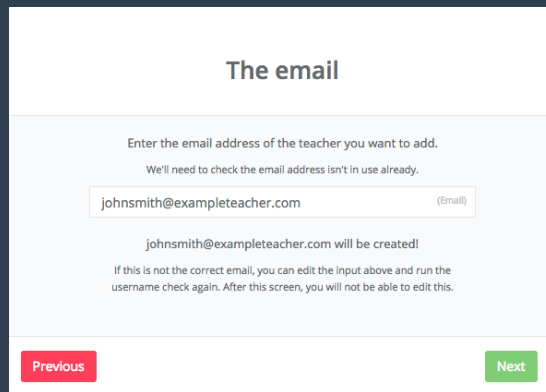 The email
Enter the email address of the teacher you want to add.
We'll need to check the email address isn't in use already.
johnsmith@exampleteacher.com (Email)
johnsmith@exampleteacher.com will be created!
If this is not the correct email, you can edit the input above and run the
username check again. After this screen, you will not be able to edit this.
Previous Next